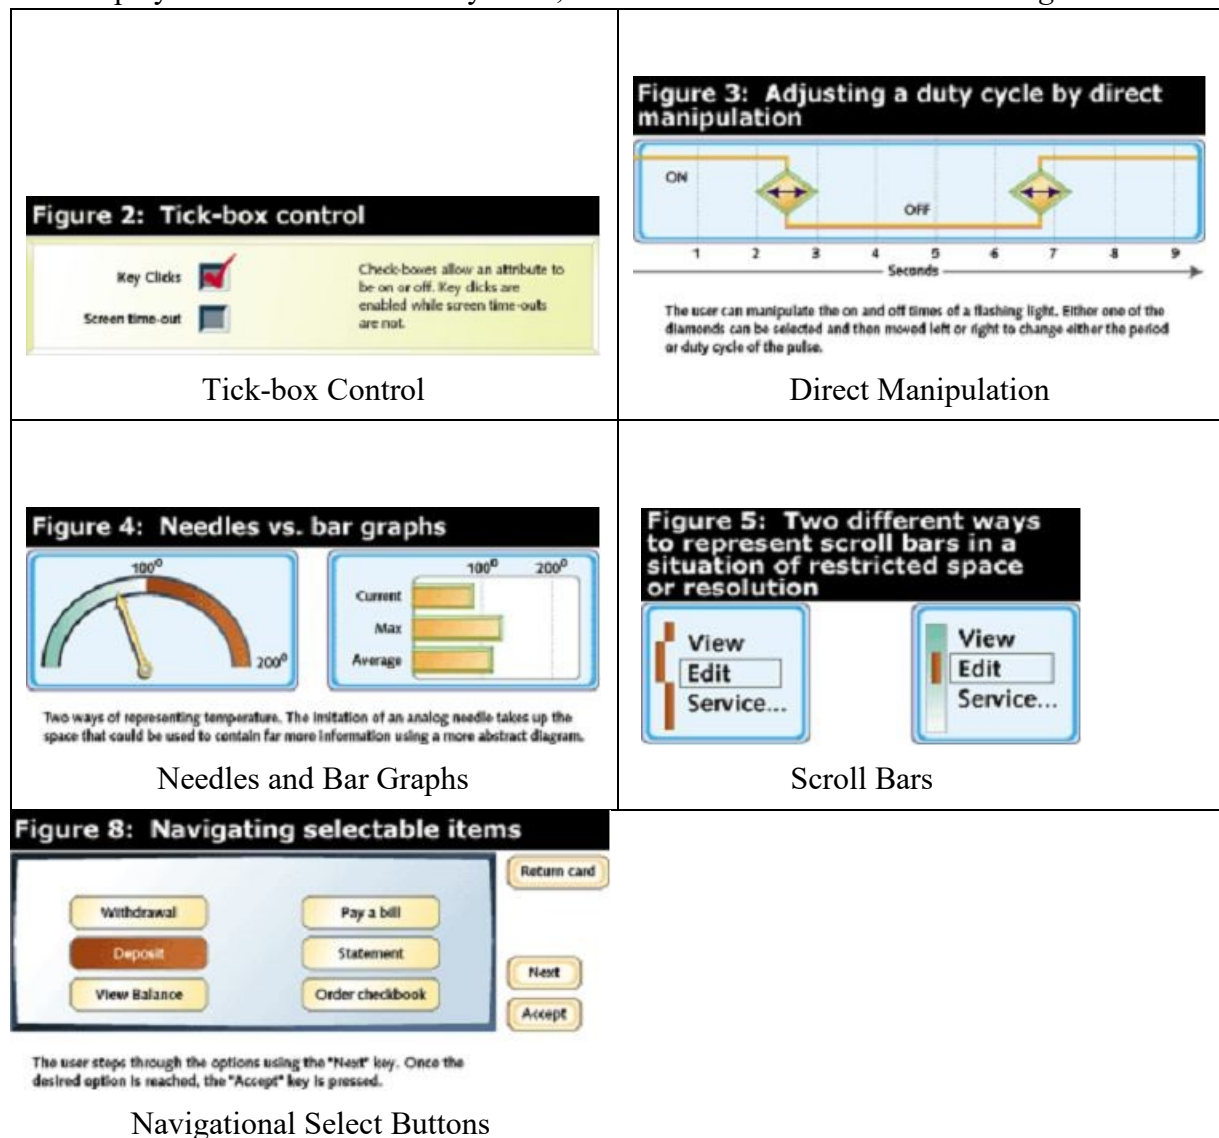 Figure 2: Tick-box control
Key Clicks
Screen time-out
Check-boxes allow an attribute to
be on or off. Key clicks are
enabled while screen time-outs
are not.
Tick-box Control
Figure 3: Adjusting a duty cycle by direct
manipulation
ON
OFF
1 2 3 4 5 6 7 8 9
Seconds
The user can manipulate the on and off times of a flashing light. Either one of the
diamonds can be selected and then moved left or right to change either the period
or duty cycle of the pulse.
Direct Manipulation
Figure 4: Needles vs. bar graphs
100⁰
200⁰
100⁰ 200⁰
Current
Max
Average
Two ways of representing temperature. The imitation of an analog needle takes up the
space that could be used to contain far more information using a more abstract diagram.
Needles and Bar Graphs
Figure 5: Two different ways
to represent scroll bars in a
situation of restricted space
or resolution
View
Edit
Service...
View
Edit
Service...
Scroll Bars
Figure 8: Navigating selectable items
Return card
Withdrawal
Pay a bill
Deposit
Statement
View Balance
Order checkbook
Next
Accept
The user steps through the options using the "Next" key. Once the
desired option is reached, the "Accept" key is pressed.
Navigational Select Buttons